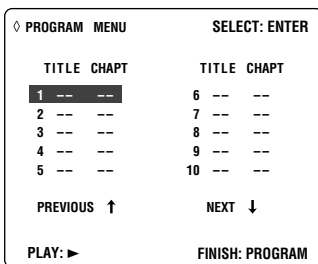 ◊ PROGRAM MENU SELECT: ENTER
TITLE CHAPT TITLE CHAPT
1 –– –– 6 –– ––
2 –– –– 7 –– ––
3 –– –– 8 –– ––
4 –– –– 9 –– ––
5 –– –– 10 –– ––
PREVIOUS ↑ NEXT ↓
PLAY: ► FINISH: PROGRAM